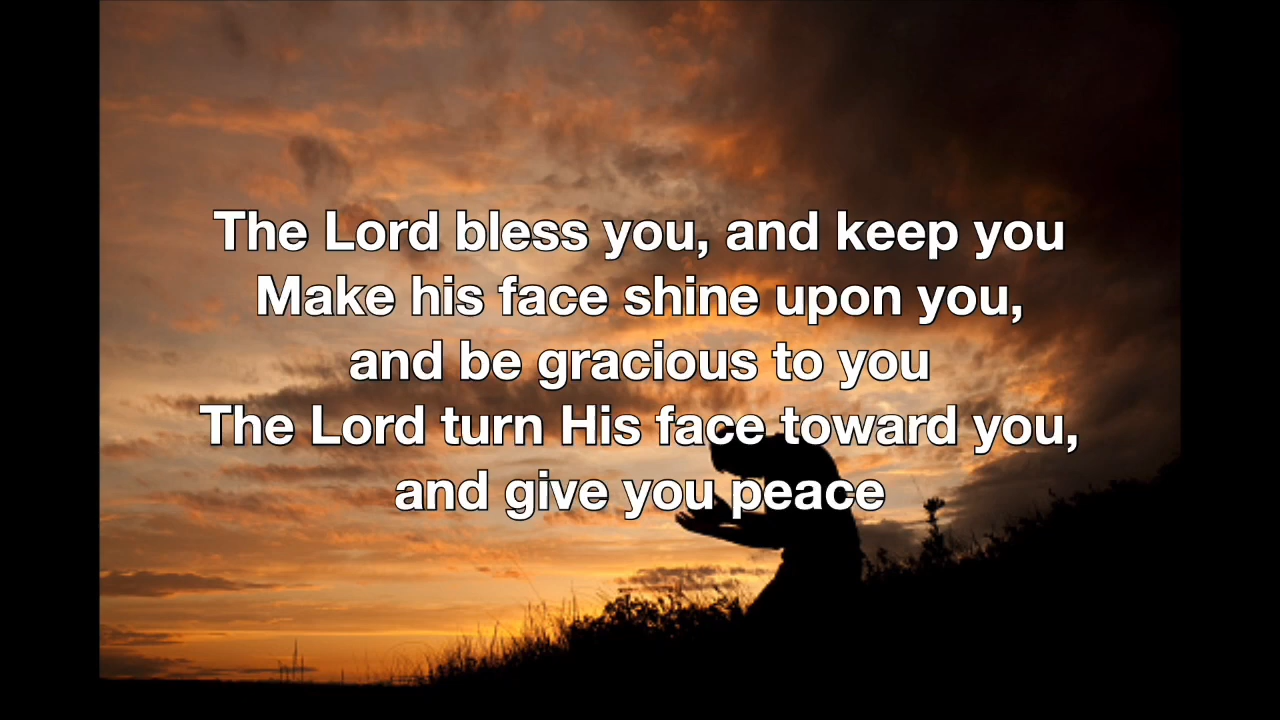 The Lord bless you, and keep you
Make his face shine upon you,
and be gracious to you
The Lord turn His face toward you,
and give you peace